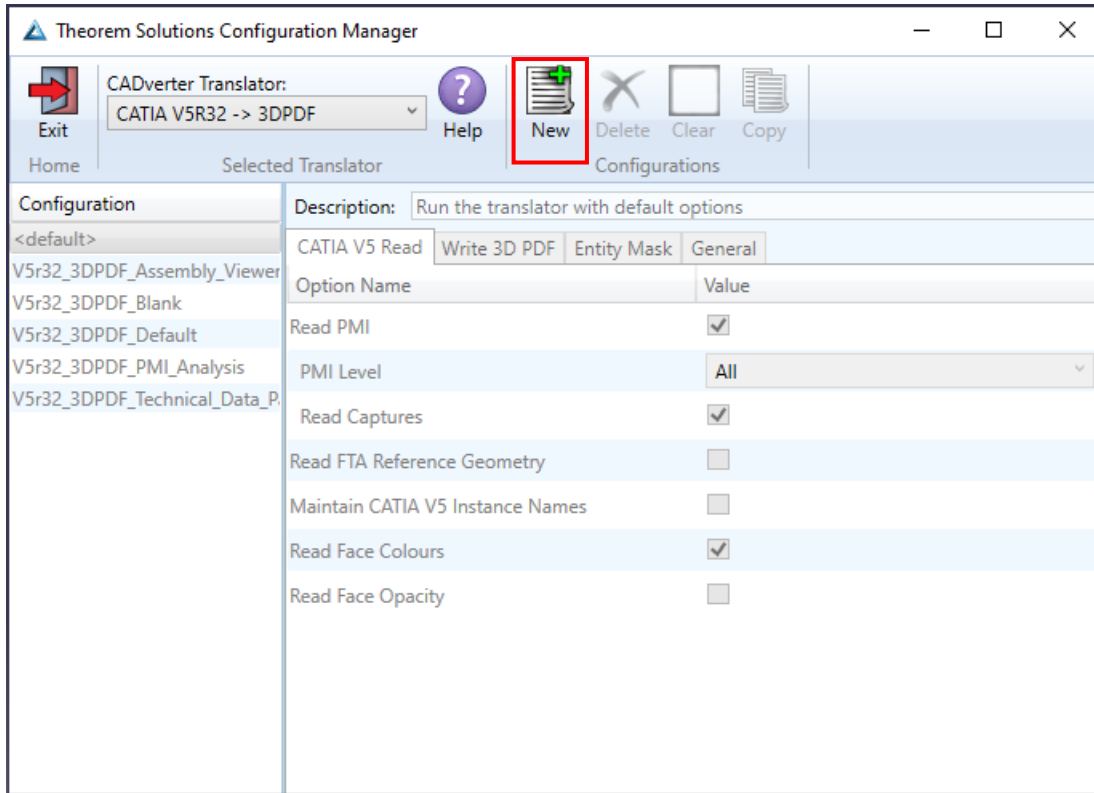 Theorem Solutions Configuration Manager
CADverter Translator:
CATIA V5R32 -> 3DPDF
Exit
Help
New
Delete
Clear
Copy
Home
Selected Translator
Configurations
Configuration
Description: Run the translator with default options
<default>
CATIA V5 Read
Write 3D PDF
Entity Mask
General
V5r32_3DPDF_Assembly_Viewer
Option Name
Value
V5r32_3DPDF_Blank
Read PMI
V5r32_3DPDF_Default
V5r32_3DPDF_PMI_Analysis
PMI Level
All
V5r32_3DPDF_Technical_Data_P
Read Captures
Read FTA Reference Geometry
Maintain CATIA V5 Instance Names
Read Face Colours
Read Face Opacity